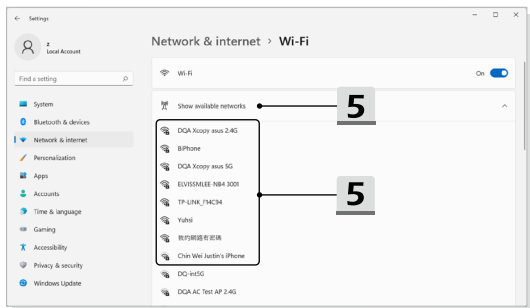 Settings
z
Local Account
Find a setting
System
Bluetooth & devices
Network & internet
Personalization
Apps
Accounts
Time & language
Gaming
Accessibility
Privacy & security
Windows Update
Network & internet > Wi-Fi
Wi-Fi
On
Show available networks
5
DQA Xcopy asus 2.4G
BiPhone
DQA Xcopy asus 5G
ELVISSMLEE-NB4 3001
TP-LINK_F14C94
5
Yuhsi
我的網路有密碼
Chin Wei Justin's iPhone
DQ-int5G
DQA AC Test AP 2.4G